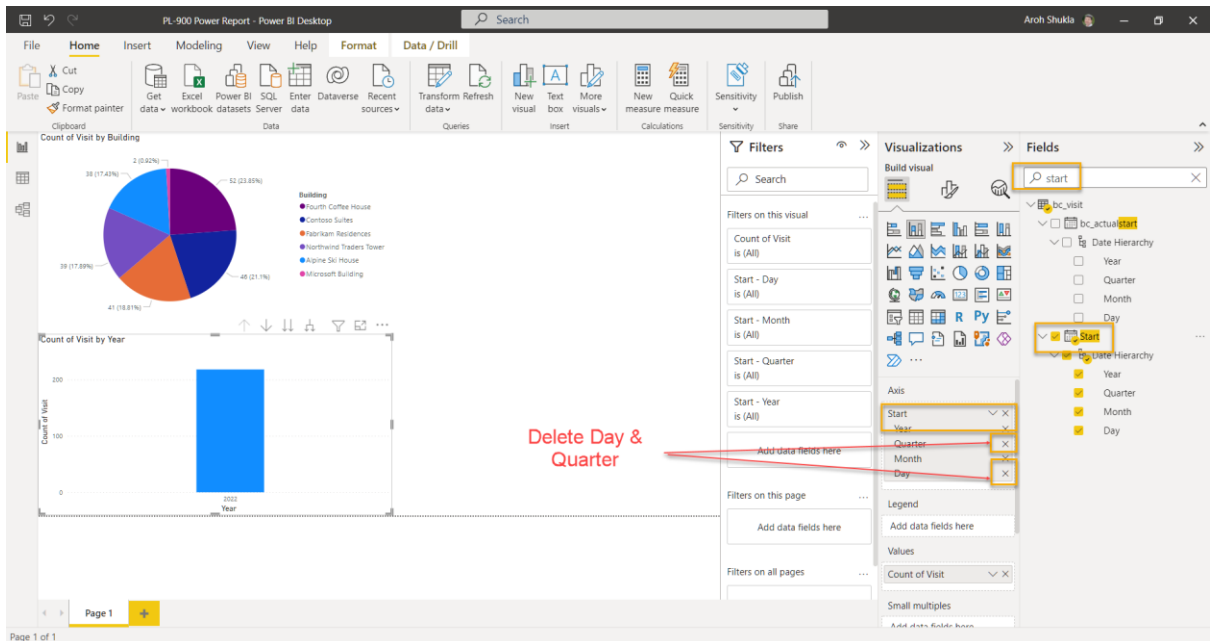 PL-900 Power Report - Power BI Desktop
Search
Aroh Shukla
File Home Insert Modeling View Help Format Data / Drill
Paste
Cut
Copy
Format painter
Clipboard
Get data
Excel workbook
Power BI datasets
SQL Server
Enter data
Dataverse
Recent sources
Data
Transform data
Refresh
Queries
New visual
Text box
More visuals
Insert
New measure
Quick measure
Calculations
Sensitivity
Sensitivity
Publish
Share
Count of Visit by Building
2 (0.92%)
38 (17.43%)
52 (23.85%)
39 (17.89%)
46 (21.1%)
41 (18.81%)
Building
Fourth Coffee House
Contoso Suites
Fabrikam Residences
Northwind Traders Tower
Alpine Ski House
Microsoft Building
Count of Visit by Year
Count of Visit
200
100
0
2022
Year
Delete Day &
Quarter
Filters
Search
Filters on this visual
Count of Visit
is (All)
Start - Day
is (All)
Start - Month
is (All)
Start - Quarter
is (All)
Start - Year
is (All)
Add data fields here
Filters on this page
Add data fields here
Filters on all pages
Visualizations
Build visual
R Py
Axis
Start
Year
Quarter
Month
Day
Legend
Add data fields here
Values
Count of Visit
Small multiples
Add data fields here
Fields
start
bc_visit
bc_actualstart
Date Hierarchy
Year
Quarter
Month
Day
Start
Date Hierarchy
Year
Quarter
Month
Day
Page 1
Page 1 of 1